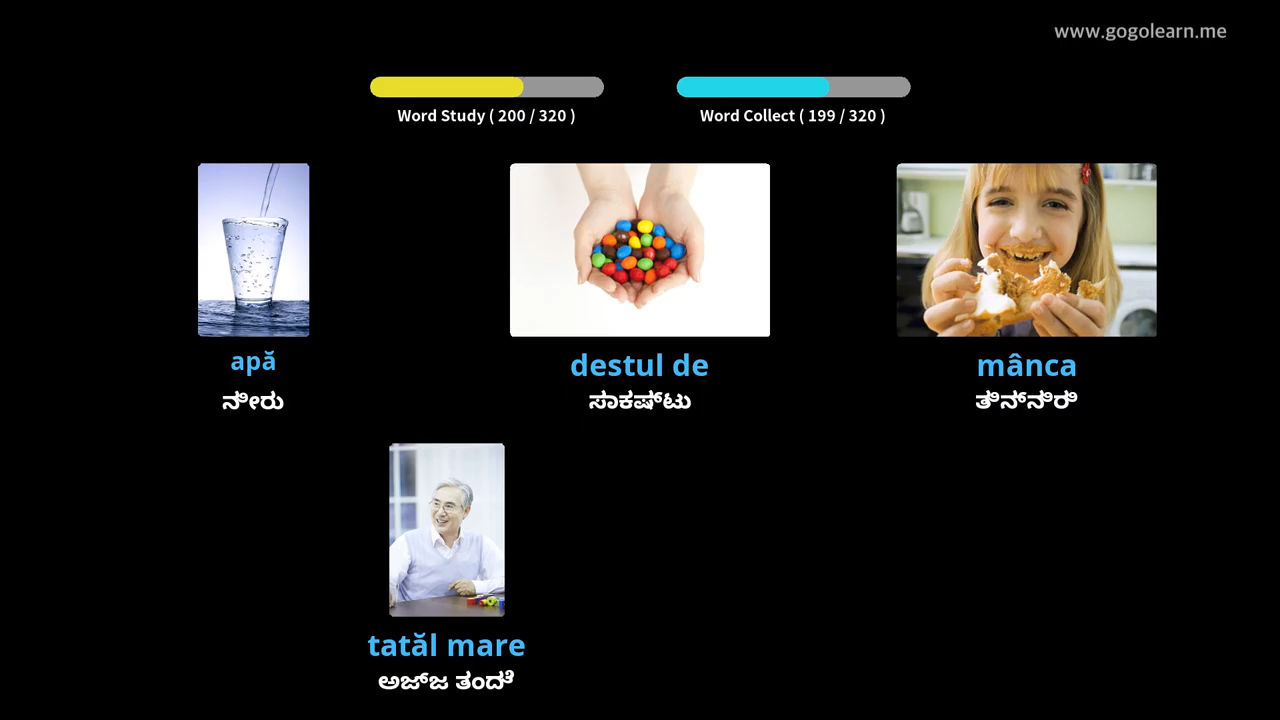 www.gogolearn.me
Word Study ( 200 / 320 )
Word Collect ( 199 / 320 )
apă
ನೀರು
destul de
ಸಾಕಷ್ಟು
mânca
ತಿನ್ನಿರಿ
tatăl mare
ಅಜ್ಜ ತಂದೆ